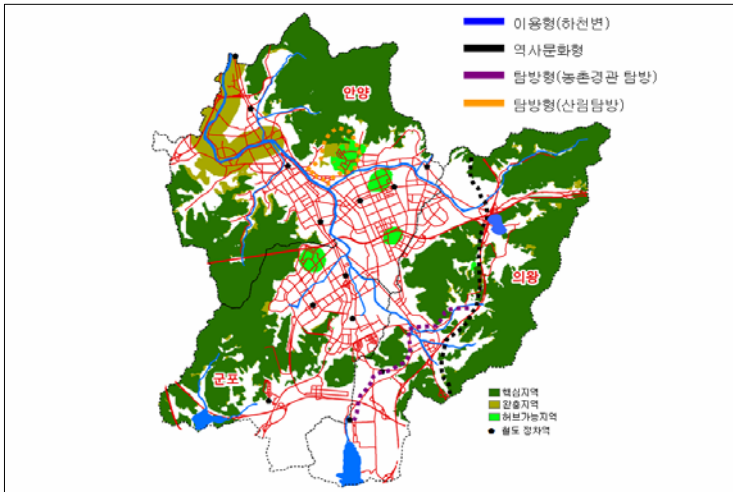 이용형(하천변)
역사문화형
탐방형(농촌경관 탐방)
탐방형(산림탐방)
안양
의왕
군포
핵심지역
완충지역
허브가능지역
철도 정차역